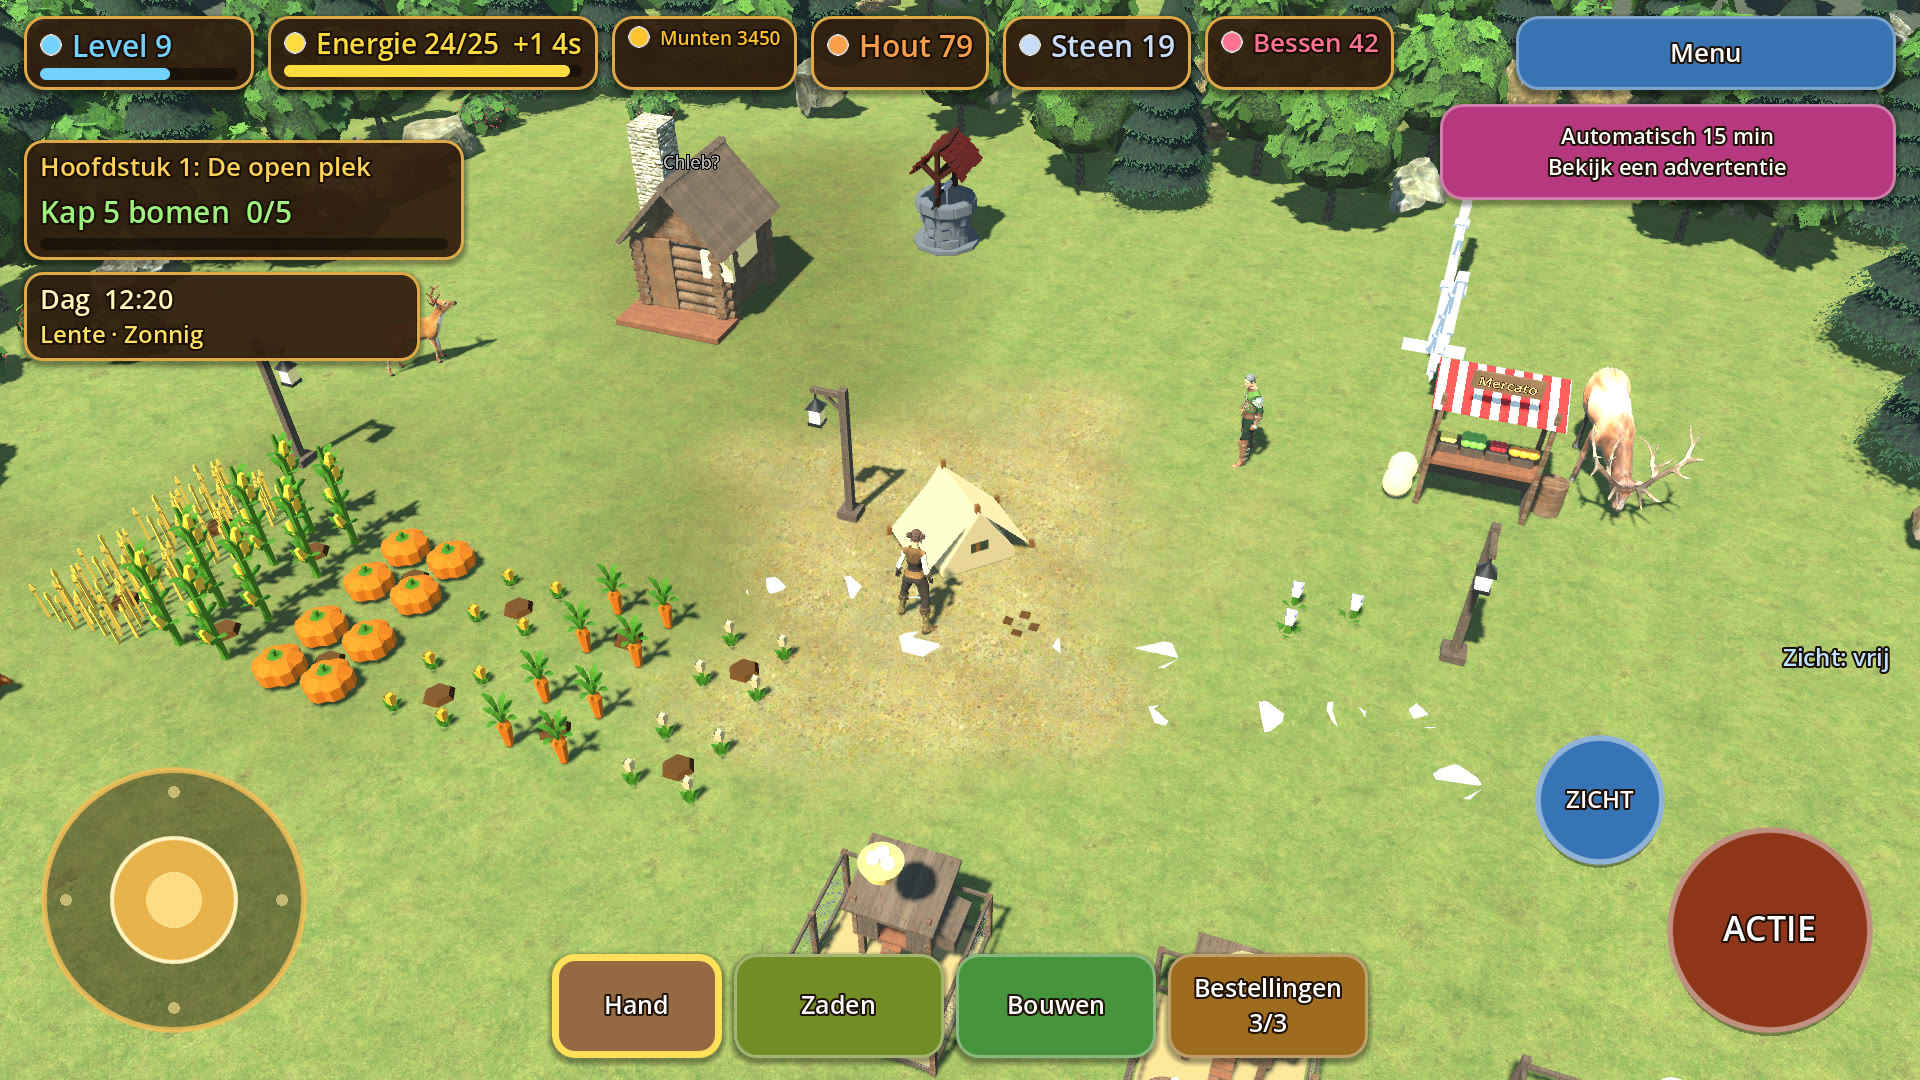 Level 9
Energie 24/25 +1 4s
Munten 3450
Hout 79
Steen 19
Bessen 42
Menu
Automatisch 15 min
Bekijk een advertentie
Hoofdstuk 1: De open plek
Kap 5 bomen 0/5
Chleb?
Dag 12:20
Lente · Zonnig
Mercato
Zicht: vrij
ZICHT
ACTIE
Hand
Zaden
Bouwen
Bestellingen
3/3